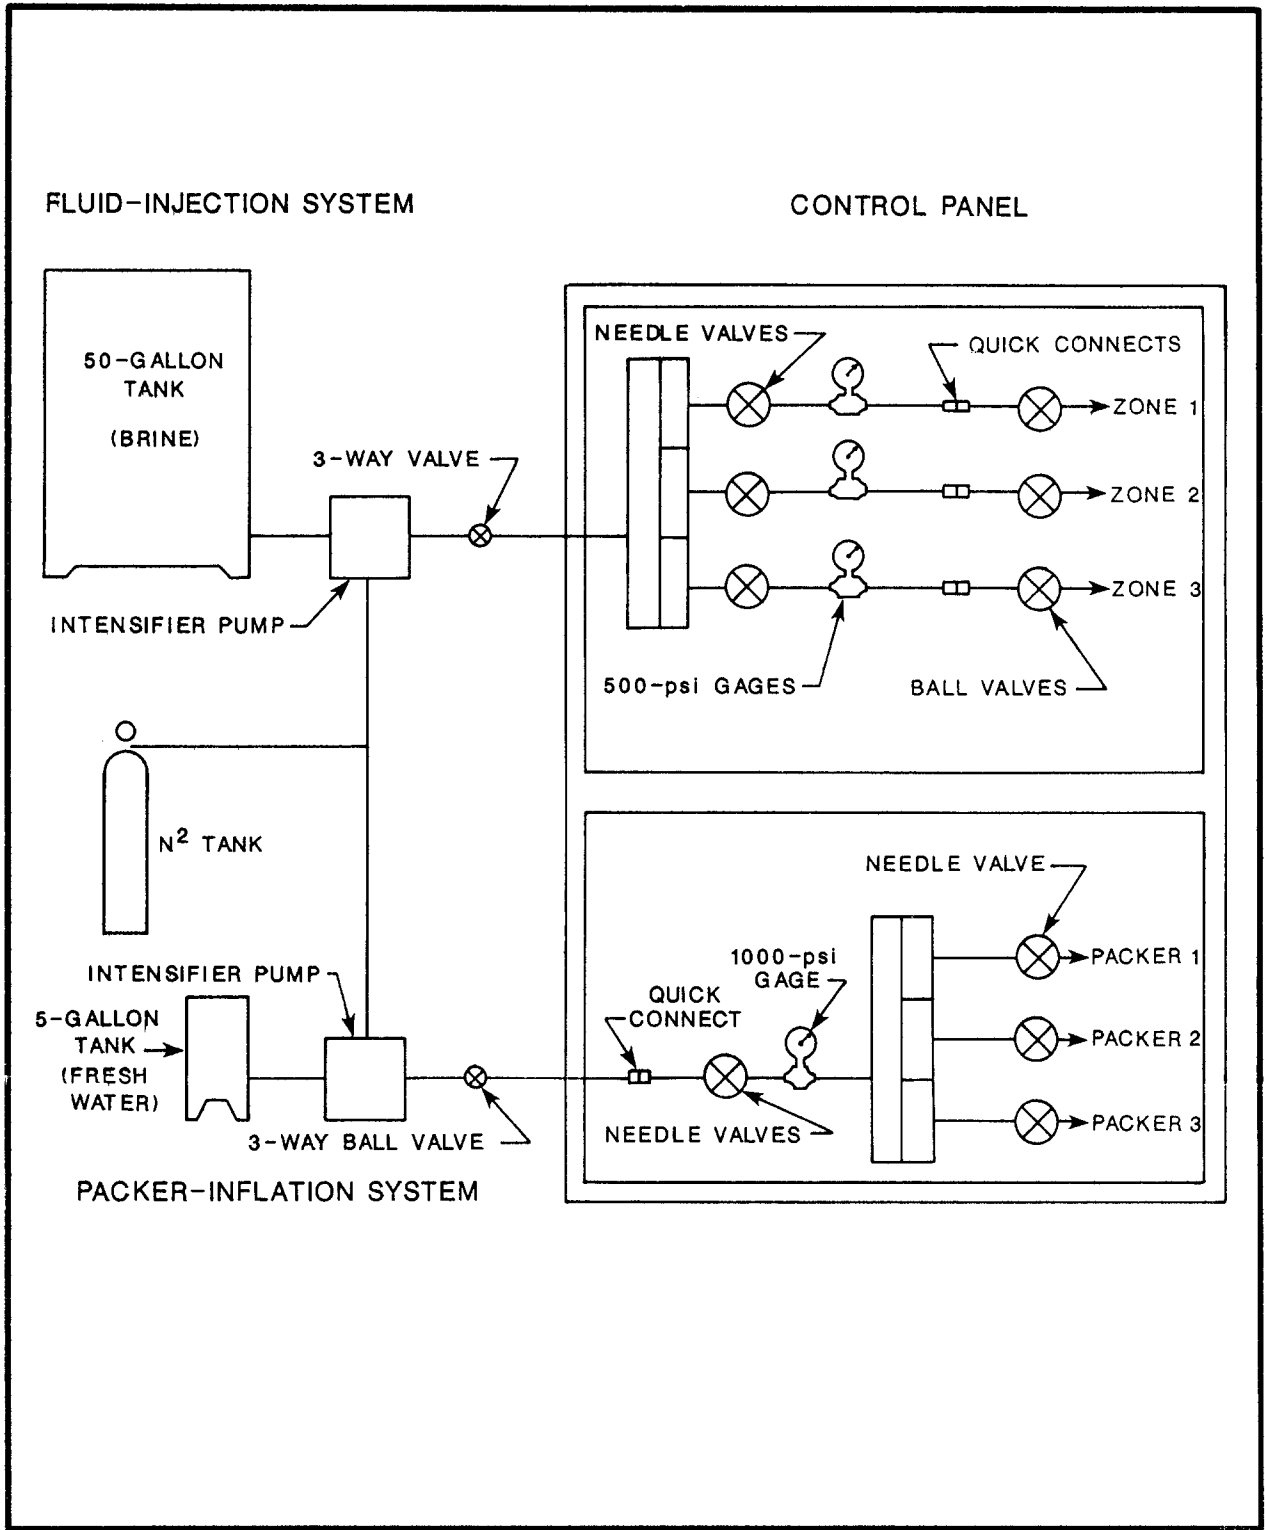 FLUID-INJECTION SYSTEM
CONTROL PANEL
50-GALLON
TANK
(BRINE)
3-WAY VALVE
INTENSIFIER PUMP
NEEDLE VALVES
QUICK CONNECTS
ZONE 1
ZONE 2
ZONE 3
500-psi GAGES
BALL VALVES
N² TANK
INTENSIFIER PUMP
5-GALLON
TANK
(FRESH
WATER)
3-WAY BALL VALVE
PACKER-INFLATION SYSTEM
NEEDLE VALVE
1000-psi
GAGE
QUICK
CONNECT
NEEDLE VALVES
PACKER 1
PACKER 2
PACKER 3